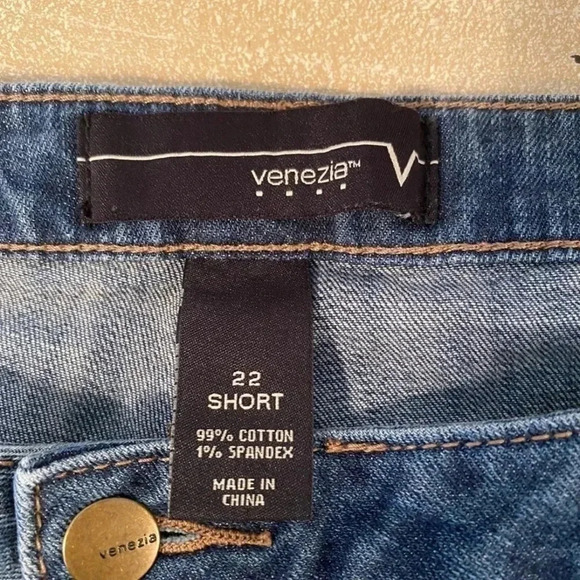 venezia™
22
SHORT
99% COTTON
1% SPANDEX
MADE IN
CHINA
venezia